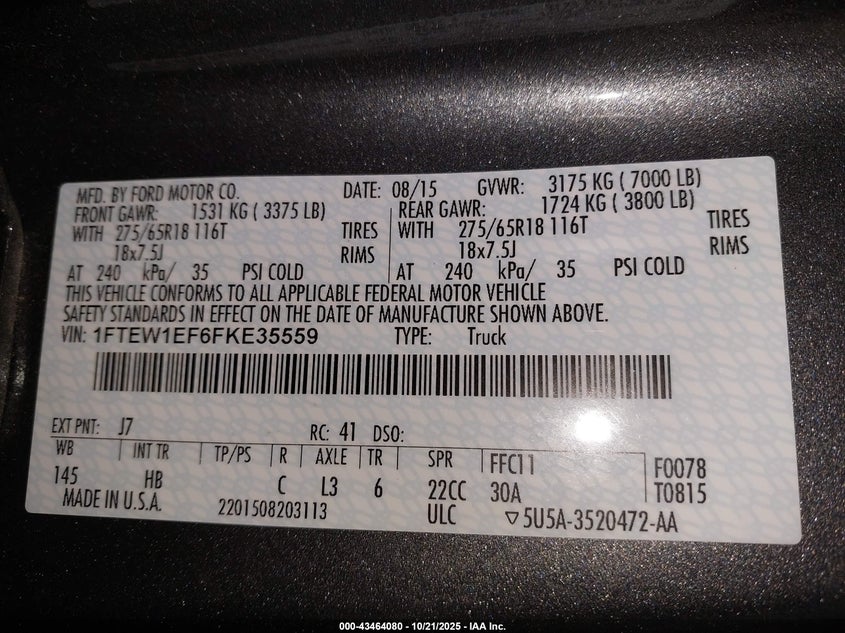 MFD. BY FORD MOTOR CO. DATE: 08/15 GVWR: 3175 KG ( 7000 LB)
FRONT GAWR: 1531 KG ( 3375 LB) REAR GAWR: 1724 KG ( 3800 LB)
WITH 275/65R18 116T TIRES WITH 275/65R18 116T TIRES
18x7.5J RIMS 18x7.5J RIMS
AT 240 kPa/ 35 PSI COLD AT 240 kPa/ 35 PSI COLD
THIS VEHICLE CONFORMS TO ALL APPLICABLE FEDERAL MOTOR VEHICLE
SAFETY STANDARDS IN EFFECT ON THE DATE OF MANUFACTURE SHOWN ABOVE.
VIN: 1FTEW1EF6FKE35559 TYPE: Truck
EXT PNT: J7 RC: 41 DSO:
WB INT TR TP/PS R AXLE TR SPR FFC11 F0078
145 HB C L3 6 22CC 30A T0815
MADE IN U.S.A. 2201508203113 ULC ▽5U5A-3520472-AA
000-43464080 - 10/21/2025 - IAA Inc.